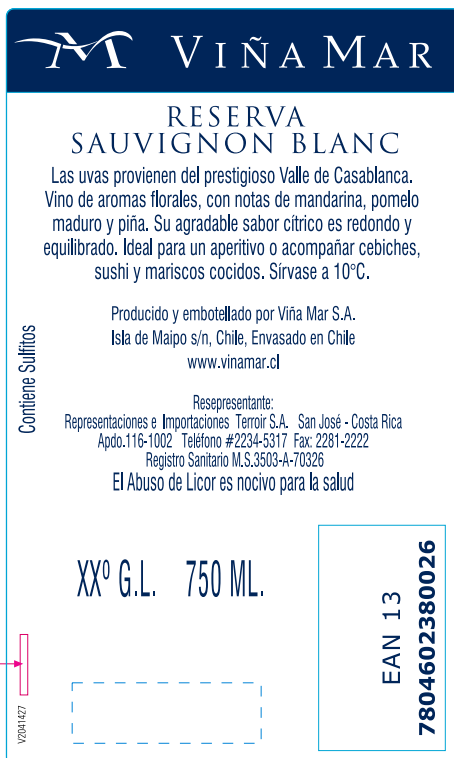 VIÑA MAR
RESERVA
SAUVIGNON BLANC
Las uvas provienen del prestigioso Valle de Casablanca.
Vino de aromas florales, con notas de mandarina, pomelo
maduro y piña. Su agradable sabor cítrico es redondo y
equilibrado. Ideal para un aperitivo o acompañar cebiches,
sushi y mariscos cocidos. Sírvase a 10°C.
Producido y embotellado por Viña Mar S.A.
Isla de Maipo s/n, Chile, Envasado en Chile
www.vinamar.cl
Contiene Sulfitos
Resepresentante:
Representaciones e Importaciones Terroir S.A. San José - Costa Rica
Apdo.116-1002 Teléfono #2234-5317 Fax: 2281-2222
Registro Sanitario M.S.3503-A-70326
El Abuso de Licor es nocivo para la salud
XXº G.L. 750 ML.
EAN 13
7804602380026
V2041427